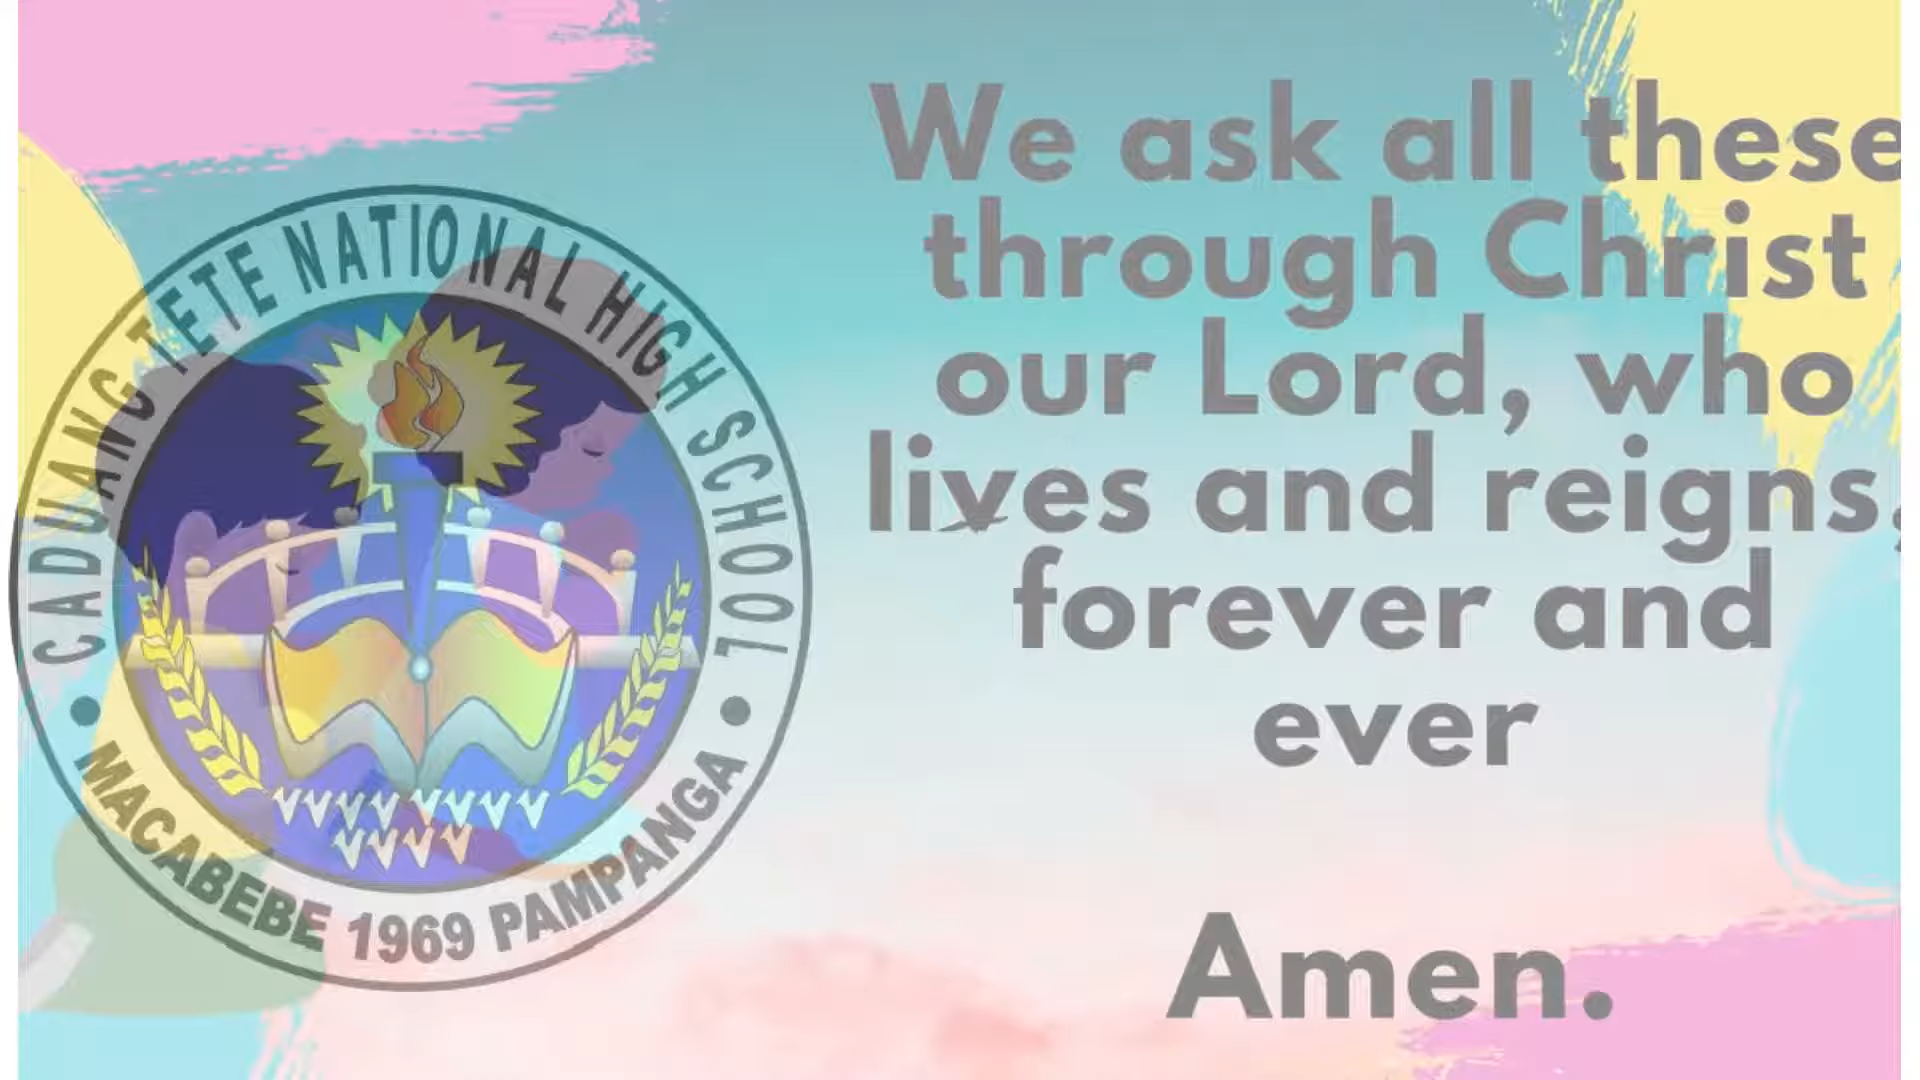 CADUANG TETE NATIONAL HIGH SCHOOL
MACABEBE 1969 PAMPANGA
We ask all these
through Christ
our Lord, who
lives and reigns,
forever and
ever
Amen.